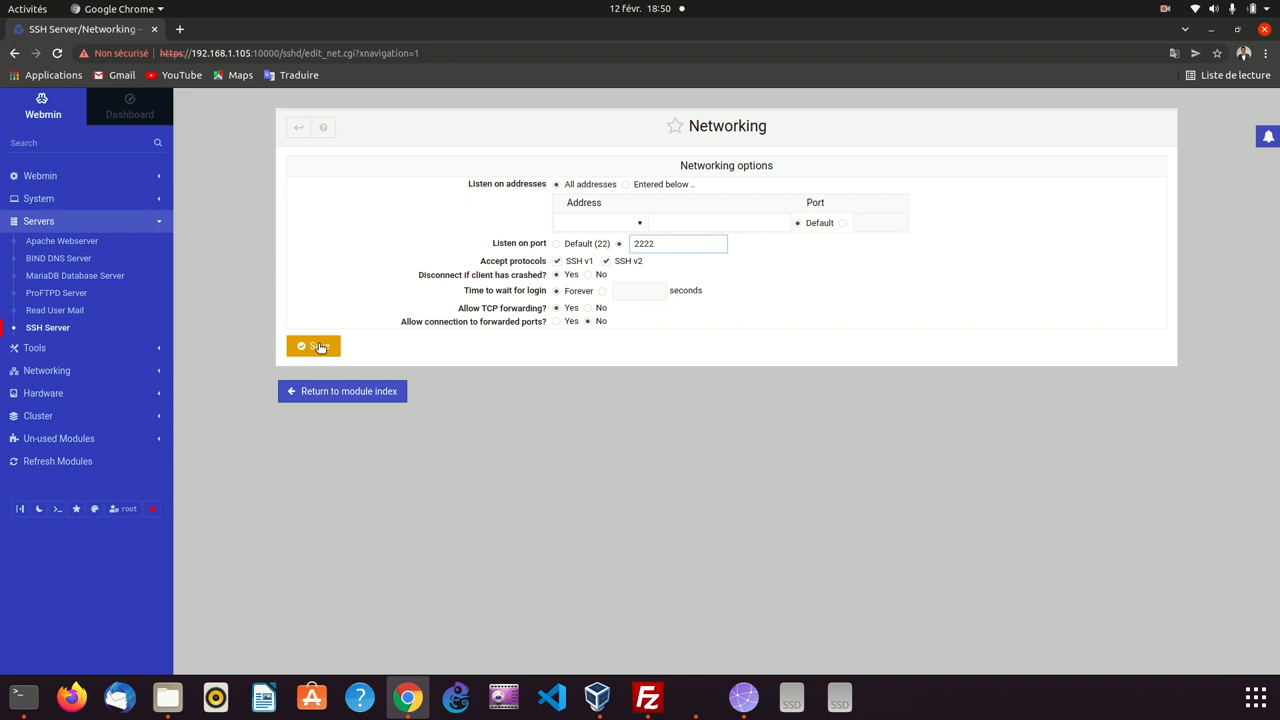 Activités
Google Chrome
12 févr. 18:50
SSH Server/Networking –
Non sécurisé
https://192.168.1.105:10000/sshd/edit_net.cgi?xnavigation=1
Applications
Gmail
YouTube
Maps
Traduire
Liste de lecture
Webmin
Dashboard
Search
Webmin
System
Servers
Apache Webserver
BIND DNS Server
MariaDB Database Server
ProFTPD Server
Read User Mail
SSH Server
Tools
Networking
Hardware
Cluster
Un-used Modules
Refresh Modules
root
Networking
Networking options
Listen on addresses All addresses Entered below ..
Address Port
Default
Listen on port Default (22) 2222
Accept protocols SSH v1 SSH v2
Disconnect if client has crashed? Yes No
Time to wait for login Forever seconds
Allow TCP forwarding? Yes No
Allow connection to forwarded ports? Yes No
Return to module index
SSD
SSD